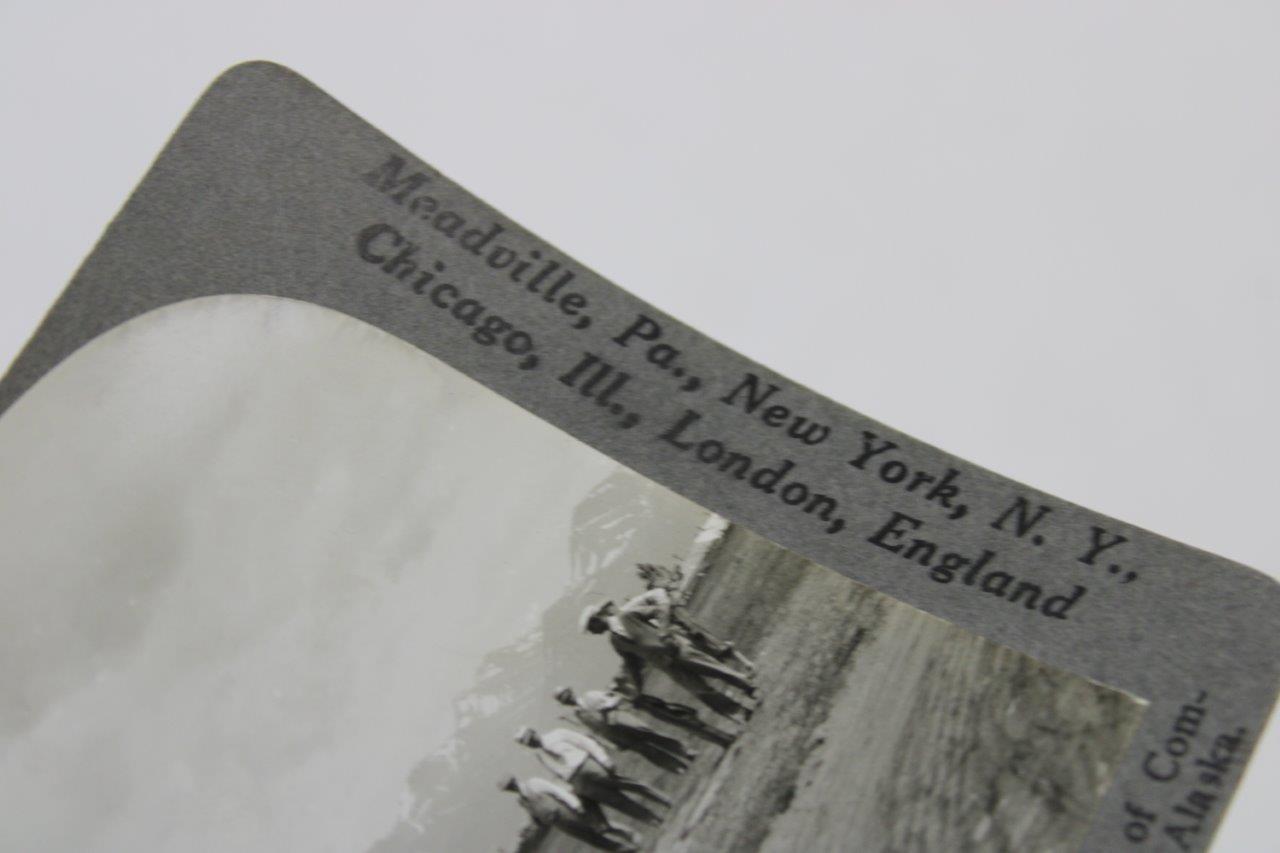 Meadville, Pa., New York, N. Y.,
Chicago, Ill., London, England
of Com-
Alaska.